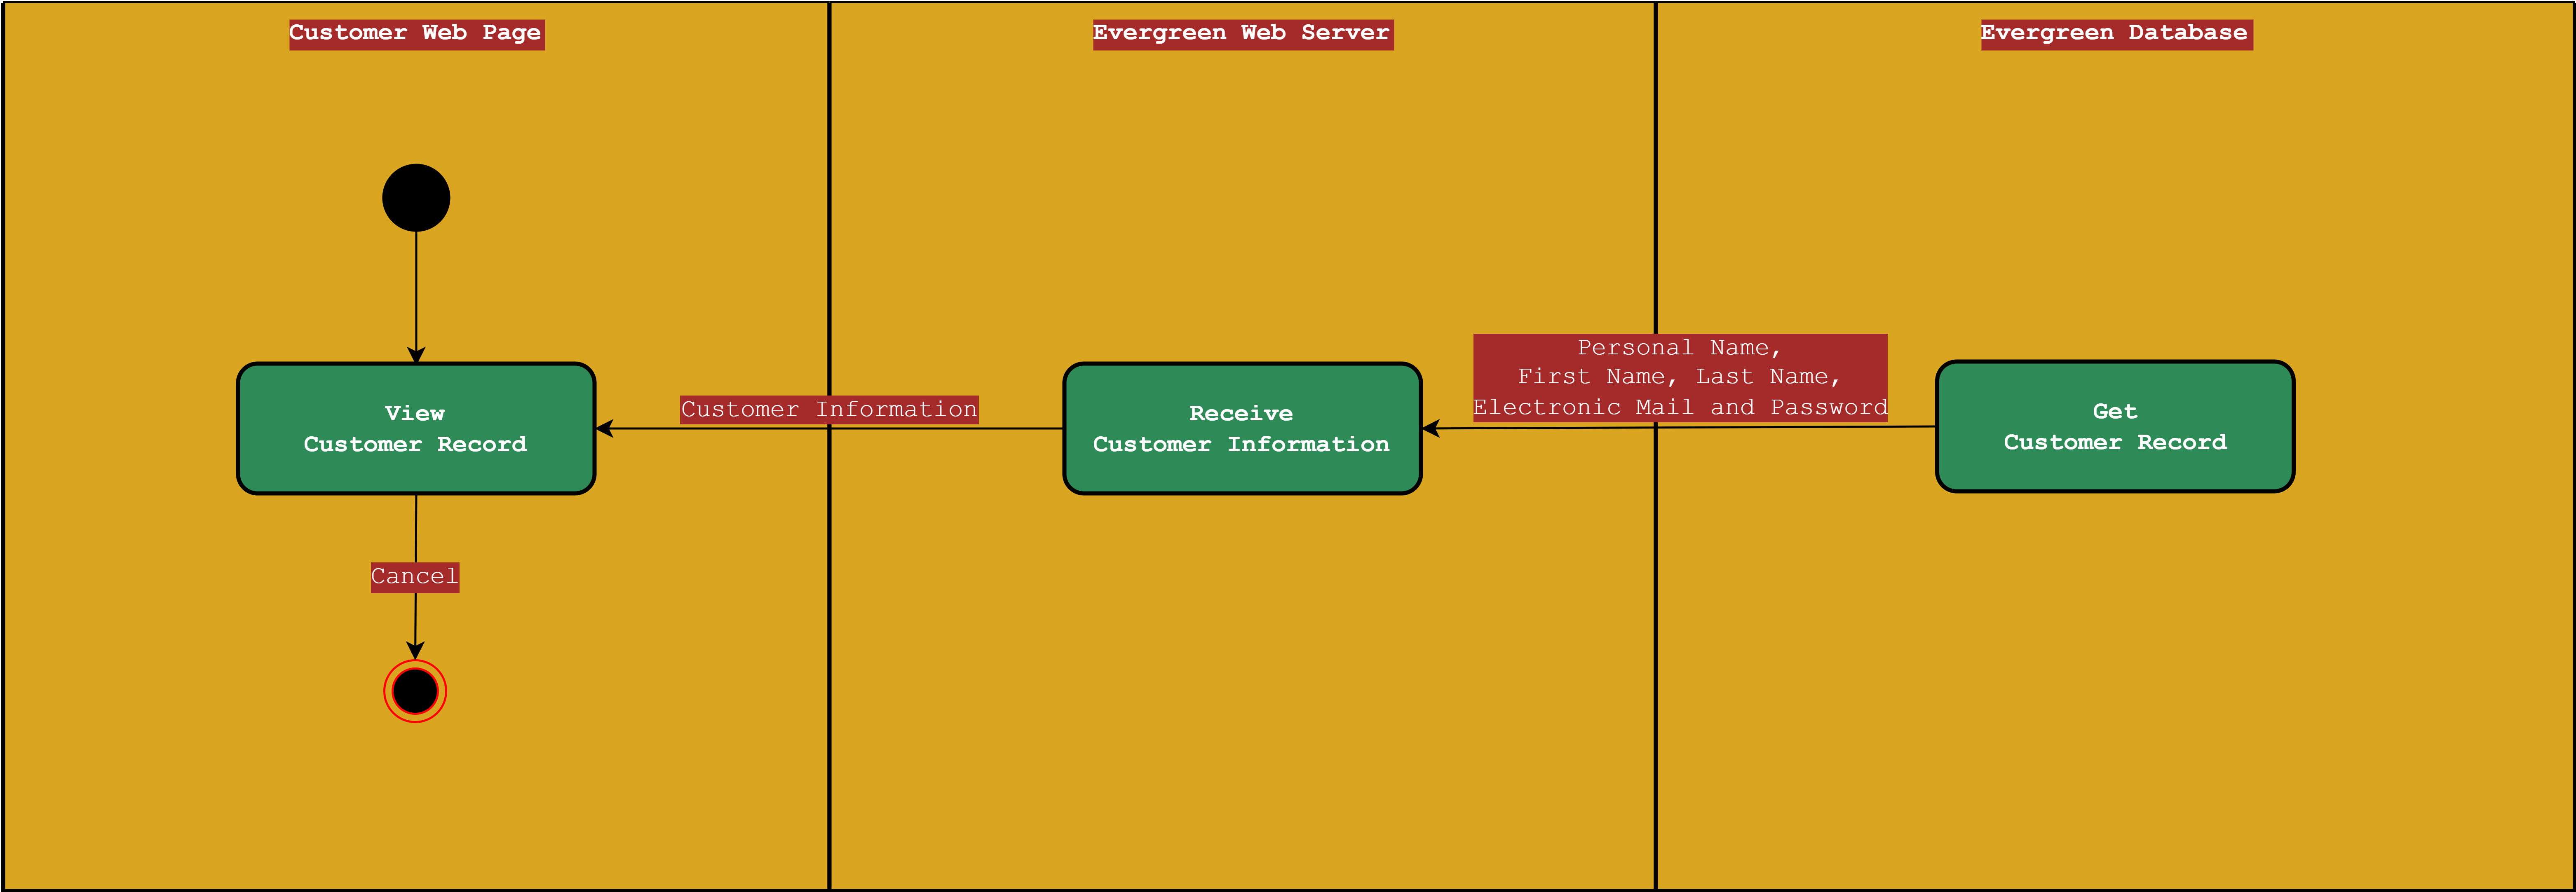 Customer Web Page
Evergreen Web Server
Evergreen Database
View
Customer Record
Customer Information
Receive
Customer Information
Personal Name,
First Name, Last Name,
Electronic Mail and Password
Get
Customer Record
Cancel